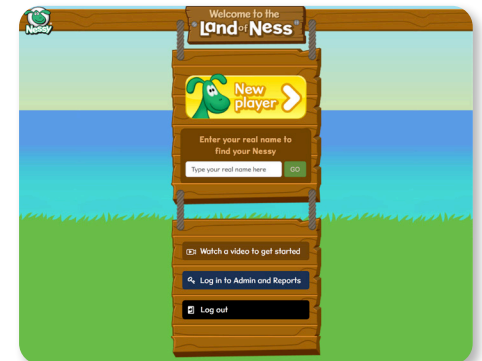 Nessy
Welcome to the
Land of Ness
New
player
Enter your real name to
find your Nessy
Type your real name here
GO
Watch a video to get started
Log in to Admin and Reports
Log out